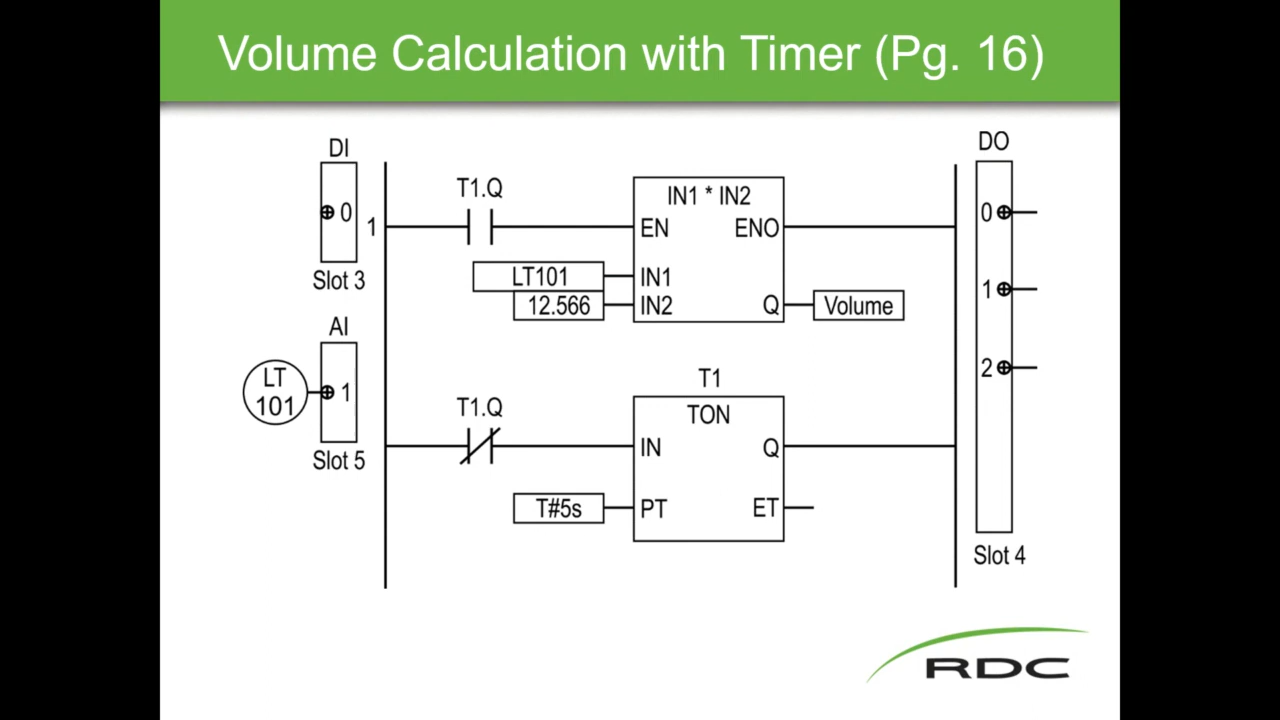 Volume Calculation with Timer (Pg. 16)
DI
0
1
Slot 3
AI
LT
101
1
Slot 5
T1.Q
IN1 * IN2
EN ENO
LT101 IN1
12.566 IN2 Q Volume
T1
T1.Q
TON
IN Q
T#5s PT ET
DO
0
1
2
Slot 4
RDC